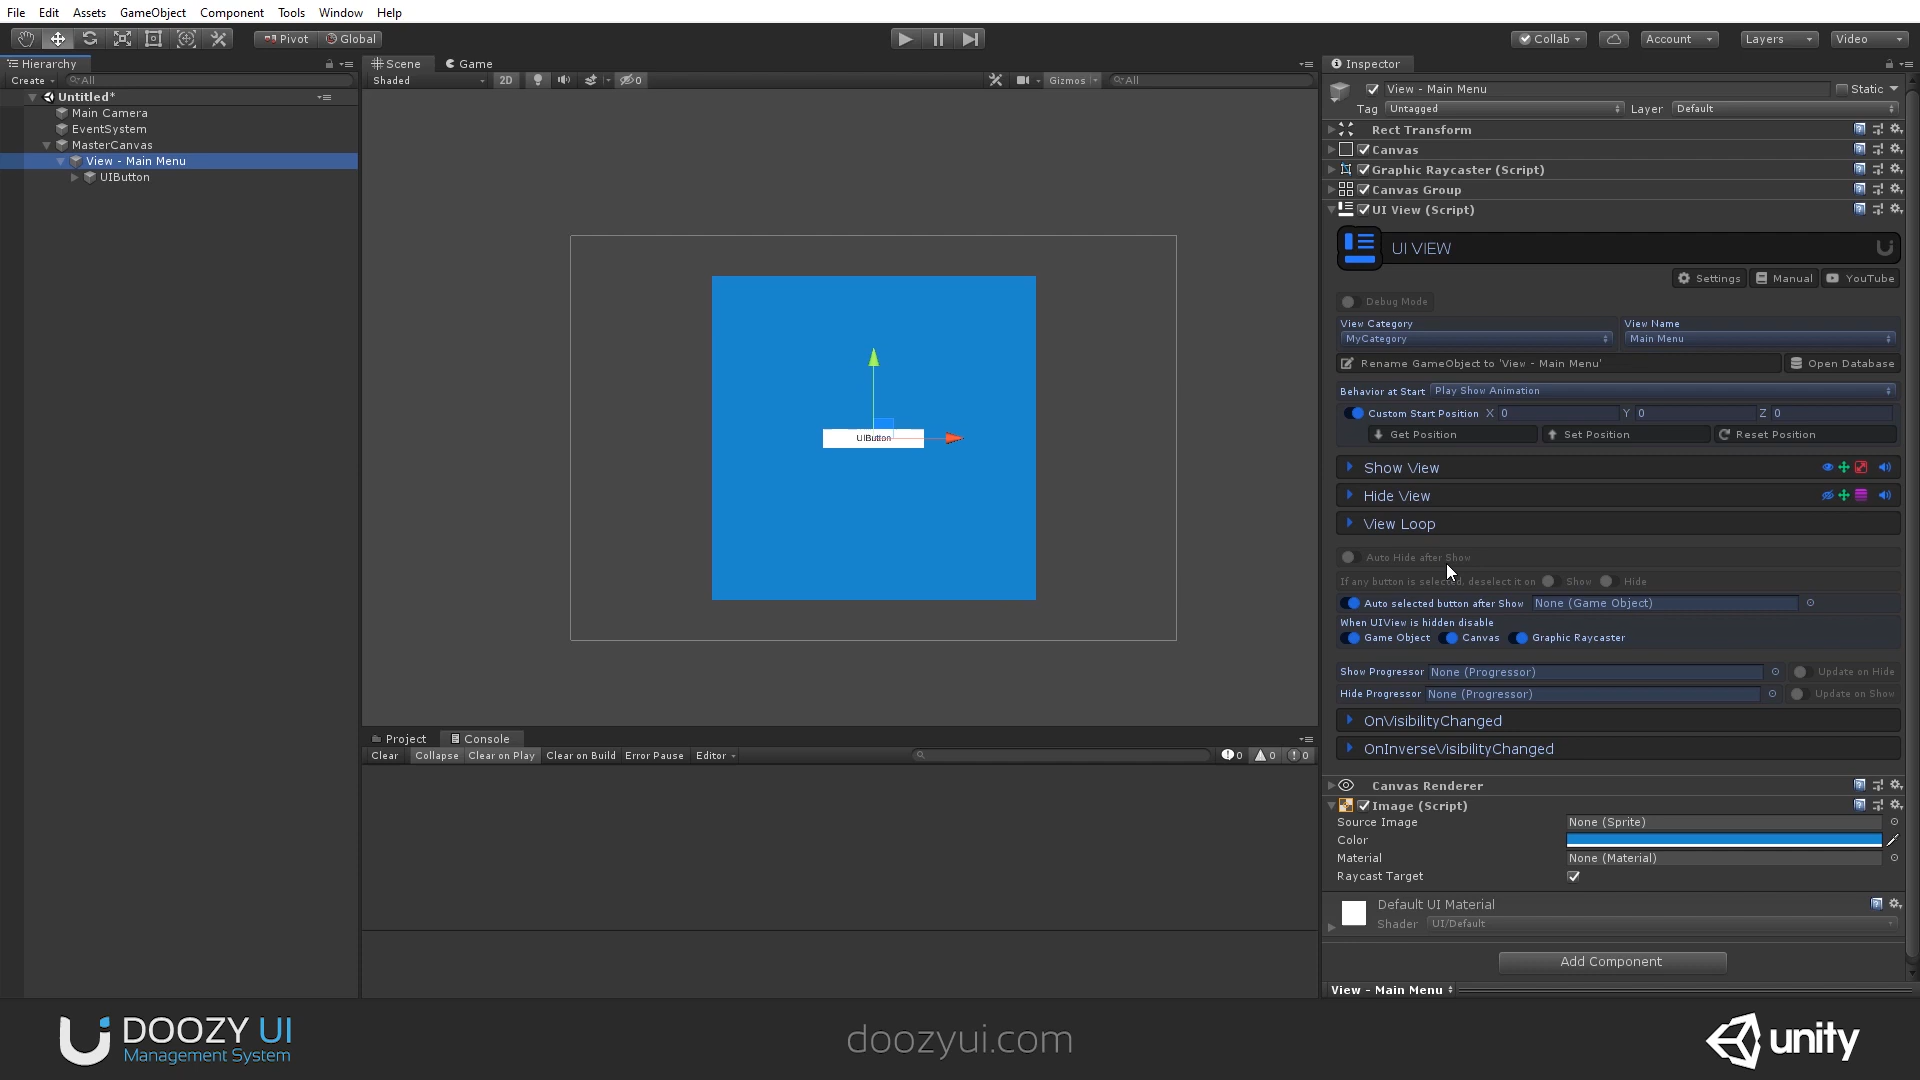 File Edit Assets GameObject Component Tools Window Help
Pivot Global Collab Account Layers Video
Hierarchy Scene Game Inspector
Create All Shaded 2D 0 Gizmos All
Untitled*
Main Camera
EventSystem
MasterCanvas
View - Main Menu
UIButton
UIButton
Project Console
Clear Collapse Clear on Play Clear on Build Error Pause Editor 0 0 0
View - Main Menu Static
Tag Untagged Layer Default
Rect Transform
Canvas
Graphic Raycaster (Script)
Canvas Group
UI View (Script)
UI VIEW
Settings Manual YouTube
Debug Mode
View Category View Name
MyCategory Main Menu
Rename GameObject to 'View - Main Menu' Open Database
Behavior at Start Play Show Animation
Custom Start Position X 0 Y 0 Z 0
Get Position Set Position Reset Position
Show View
Hide View
View Loop
Auto Hide after Show
If any button is selected, deselect it on Show Hide
Auto selected button after Show None (Game Object)
When UIView is hidden disable
Game Object Canvas Graphic Raycaster
Show Progressor None (Progressor) Update on Hide
Hide Progressor None (Progressor) Update on Show
OnVisibilityChanged
OnInverseVisibilityChanged
Canvas Renderer
Image (Script)
Source Image None (Sprite)
Color
Material None (Material)
Raycast Target
Default UI Material
Shader UI/Default
Add Component
View - Main Menu
DOOZY UI
Management System
doozyui.com
unity